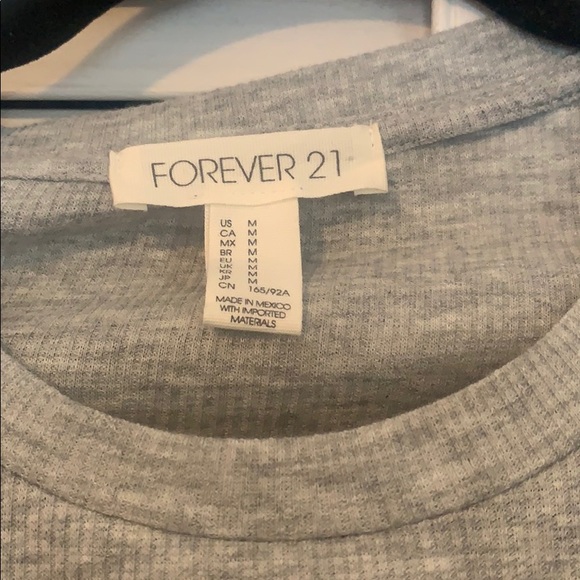 FOREVER 21
US M
CA M
MX M
BR M
EU M
UK M
KR M
JP M
CN 165/92A
MADE IN MEXICO
WITH IMPORTED
MATERIALS